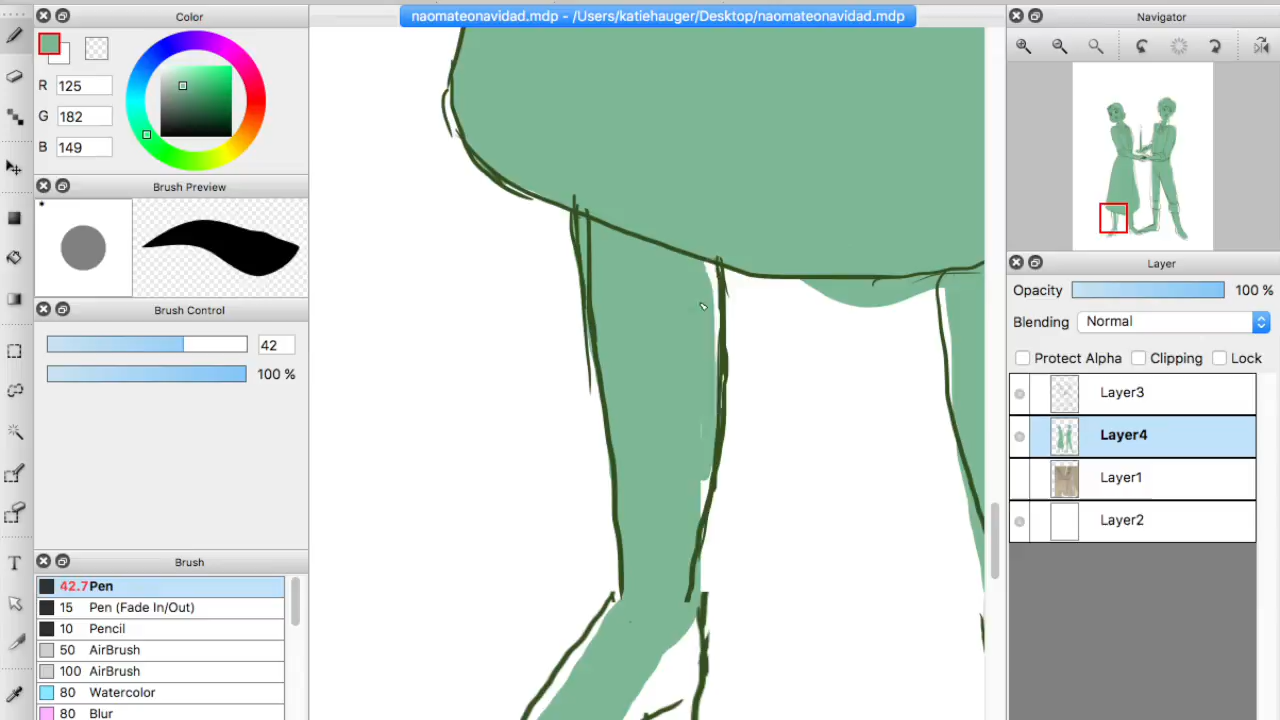 naomateonavidad.mdp – /Users/katiehauger/Desktop/naomateonavidad.mdp
Color
R 125
G 182
B 149
Brush Preview
*
Brush Control
42
100 %
Brush
42.7 Pen
15 Pen (Fade In/Out)
10 Pencil
50 AirBrush
100 AirBrush
80 Watercolor
80 Blur
T
Navigator
Layer
Opacity 100 %
Blending Normal
Protect Alpha Clipping Lock
Layer3
Layer4
Layer1
Layer2